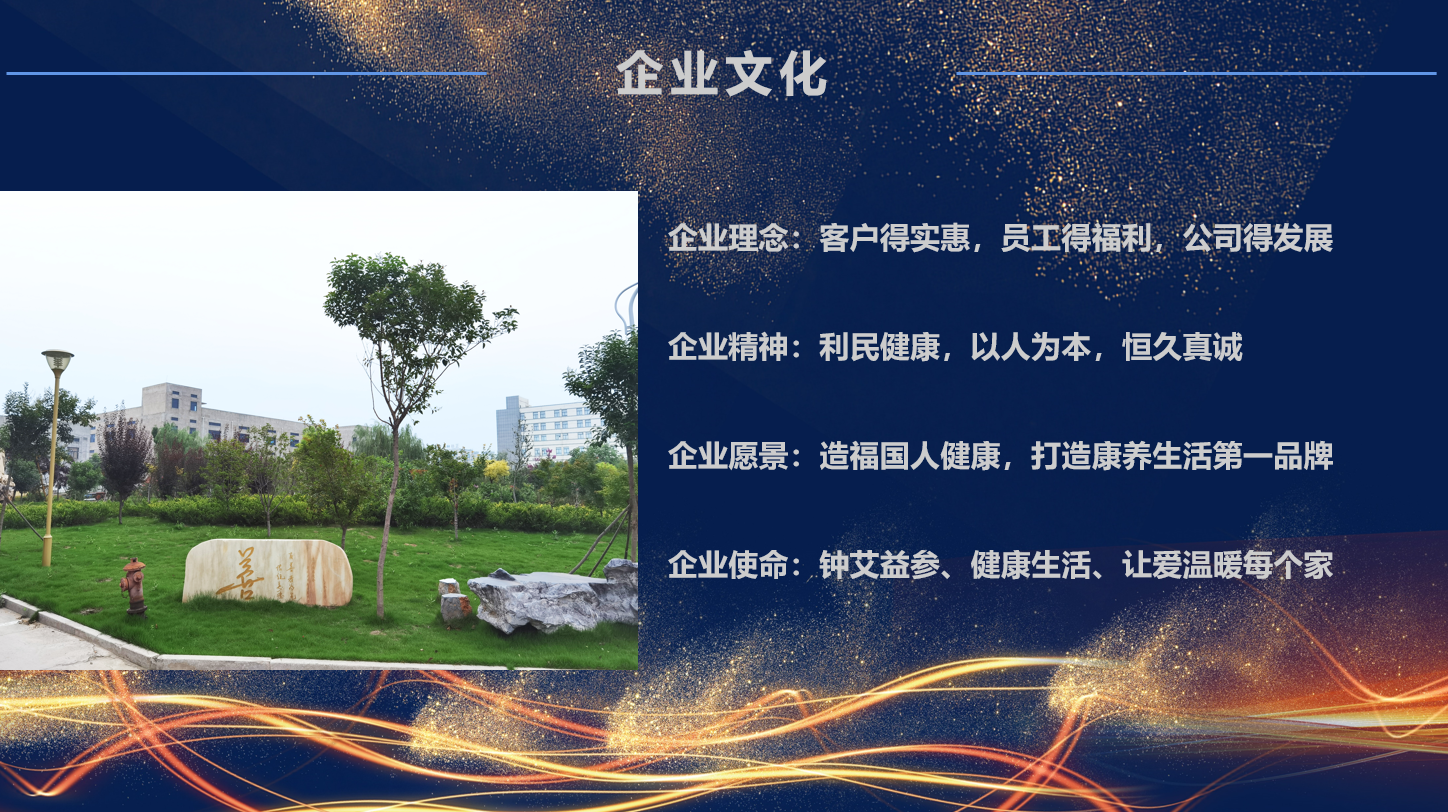 企业文化
企业理念：客户得实惠，员工得福利，公司得发展
企业精神：利民健康，以人为本，恒久真诚
企业愿景：造福国人健康，打造康养生活第一品牌
企业使命：钟艾益参、健康生活、让爱温暖每个家
善